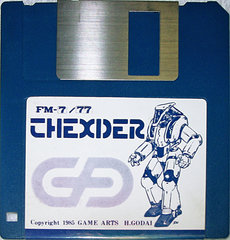 FM-7/77
THEXDER
Copyright 1985 GAME ARTS H.GODAI